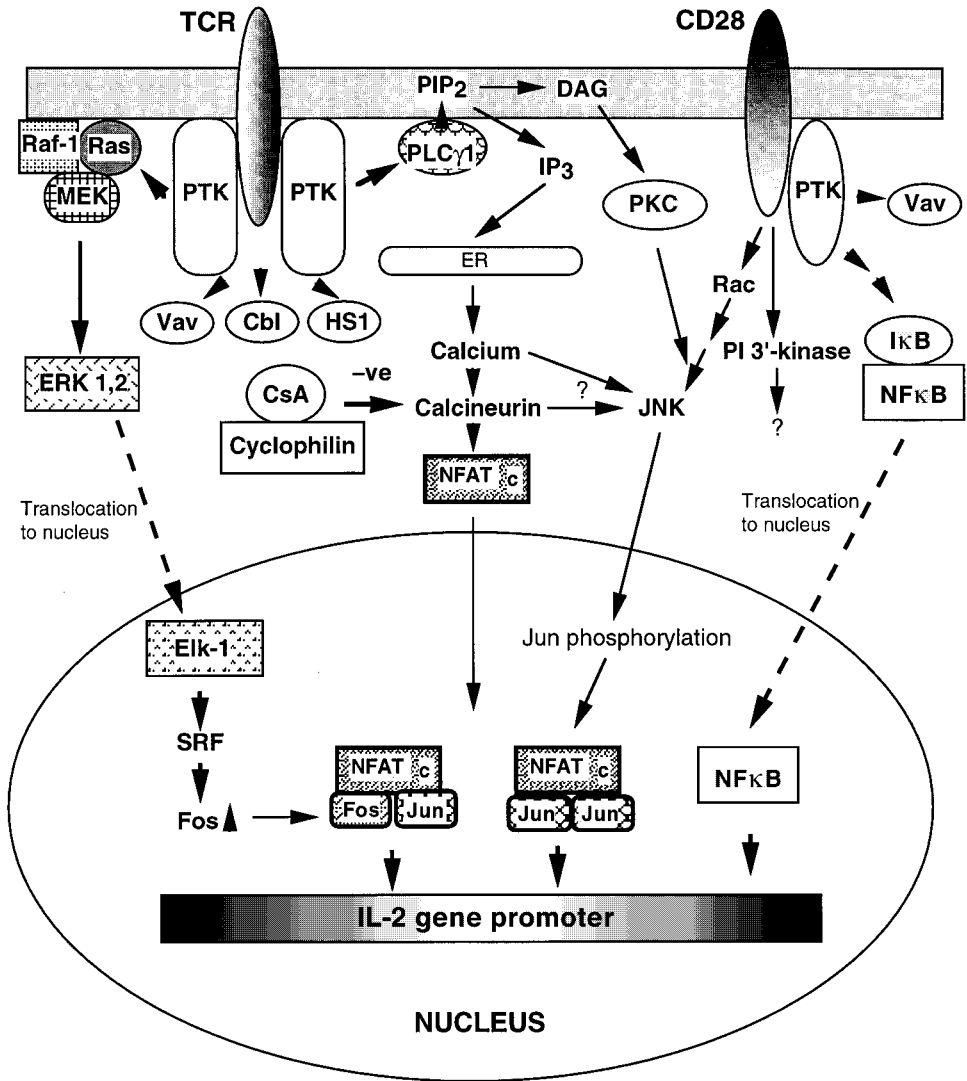 TCR
CD28
PIP2
DAG
Raf-1
Ras
MEK
PTK
PTK
PLCγ1
IP3
PKC
PTK
Vav
ER
Rac
Vav
Cbl
HS1
Calcium
PI 3'-kinase
IκB
NFκB
ERK 1,2
CsA
–ve
Cyclophilin
Calcineurin
?
JNK
?
NFAT c
Translocation
to nucleus
Translocation
to nucleus
Elk-1
Jun phosphorylation
SRF
Fos
NFAT c
Fos
Jun
NFAT c
Jun
Jun
NFκB
IL-2 gene promoter
NUCLEUS